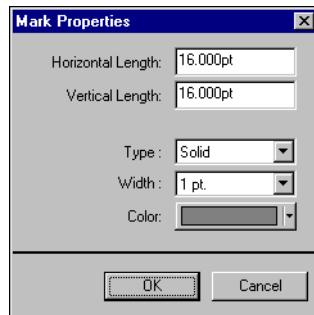 Mark Properties
Horizontal Length: 16.000pt
Vertical Length: 16.000pt
Type : Solid
Width : 1 pt.
Color:
OK Cancel